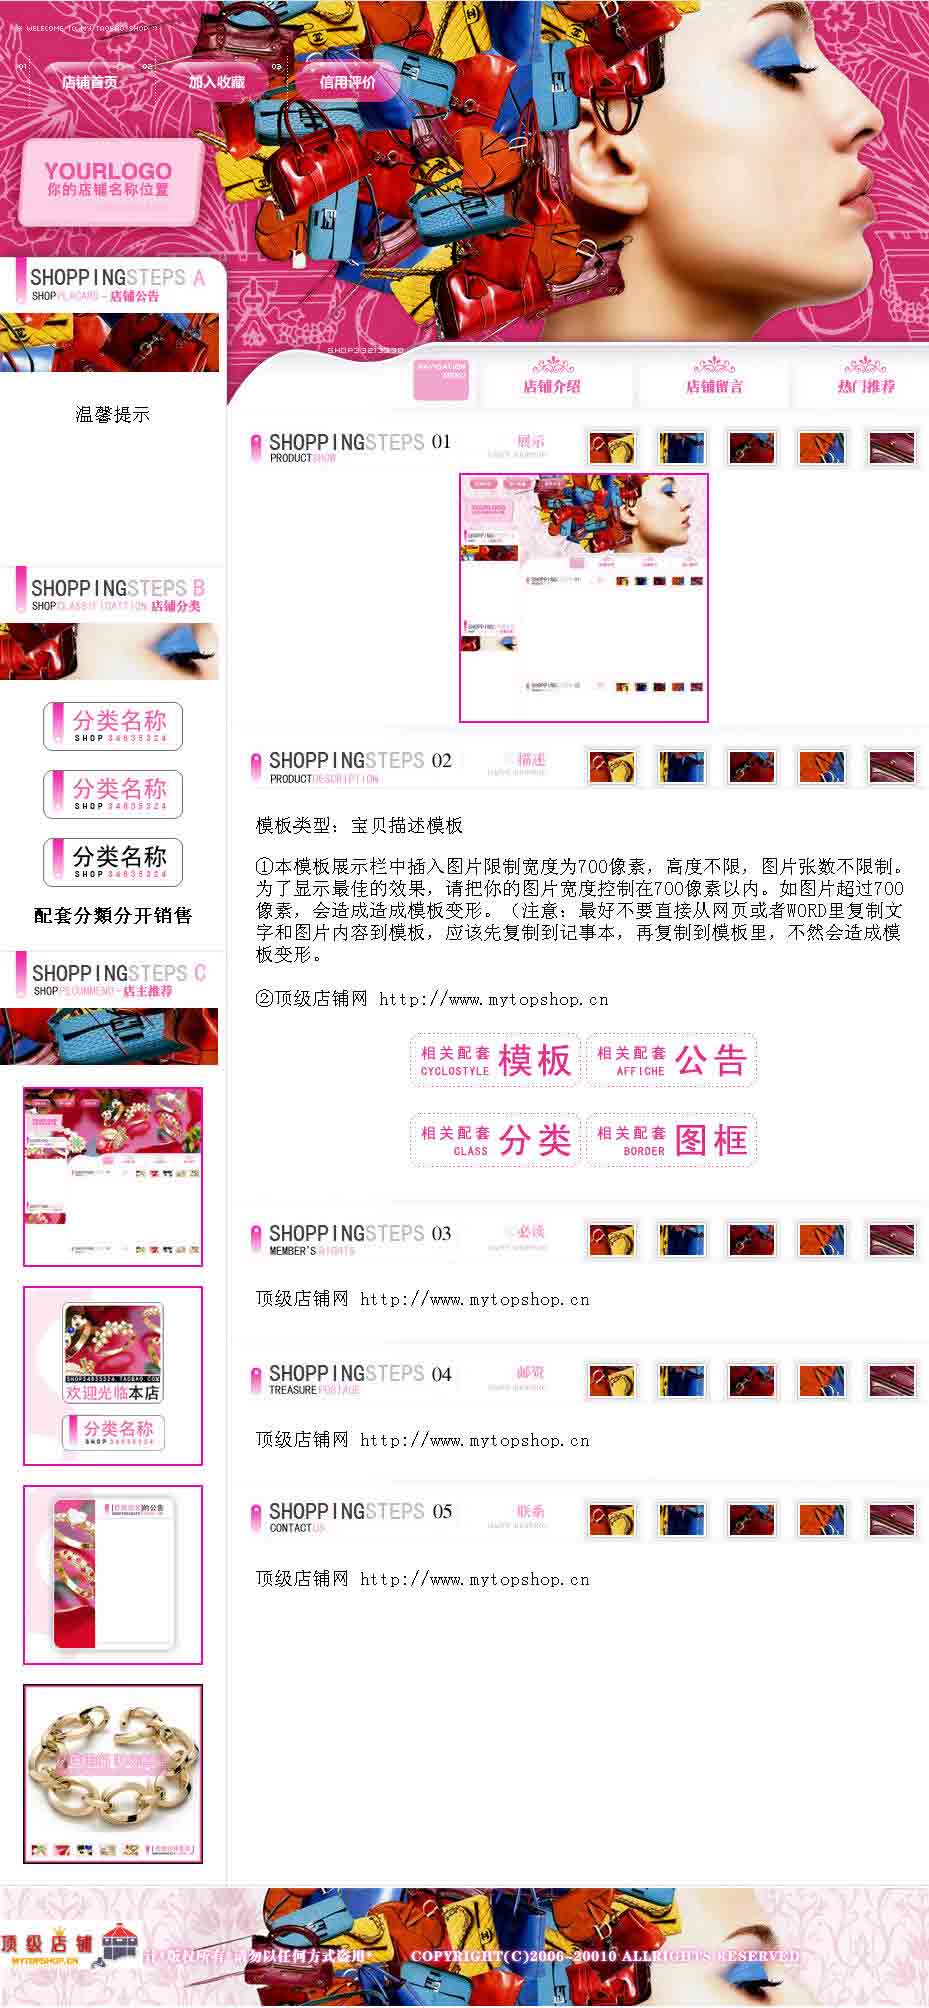 WELECOME TO MY TAOBAO SHOP !!
01
店铺首页
02
加入收藏
03
信用评价
YOURLOGO
你的店铺名称位置
SHOPPINGSTEPS A
SHOP PLACARD - 店铺公告
温馨提示
SHOPPINGSTEPS B
SHOPCLASSIFICATTION 店铺分类
分类名称
SHOP 34835324
分类名称
SHOP 34835324
分类名称
SHOP 34835324
配套分類分开销售
SHOPPINGSTEPS C
SHOPPECOMMEND - 店主推荐
SHOP34835324.TAOBAO.COM
欢迎光临本店
分类名称
SHOP 34835324
的公告
SHOP33213330
NAVIGATION
MENU
店铺介绍
店铺留言
热门推荐
SHOPPINGSTEPS 01
PRODUCTSHOW
展示
YOURLOGO
SHOPPINGSTEPS 02
PRODUCTDESCRIPTION
描述
模板类型：宝贝描述模板
①本模板展示栏中插入图片限制宽度为700像素，高度不限，图片张数不限制。
为了显示最佳的效果，请把你的图片宽度控制在700像素以内。如图片超过700
像素，会造成造成模板变形。（注意：最好不要直接从网页或者WORD里复制文
字和图片内容到模板，应该先复制到记事本，再复制到模板里，不然会造成模
板变形。
②顶级店铺网 http://www.mytopshop.cn
相关配套 模板
CYCLOSTYLE
相关配套 公告
AFFICHE
相关配套 分类
CLASS
相关配套 图框
BORDER
SHOPPINGSTEPS 03
MEMBER'S RIGHTS
必读
顶级店铺网 http://www.mytopshop.cn
SHOPPINGSTEPS 04
TREASURE POSTAGE
邮资
顶级店铺网 http://www.mytopshop.cn
SHOPPINGSTEPS 05
CONTACT US
联系
顶级店铺网 http://www.mytopshop.cn
顶级店铺
MYTOPSHOP.CN
版权所有*请勿以任何方式盗用*
COPYRIGHT(C)2006-20010 ALLRIGHTS RESERVED